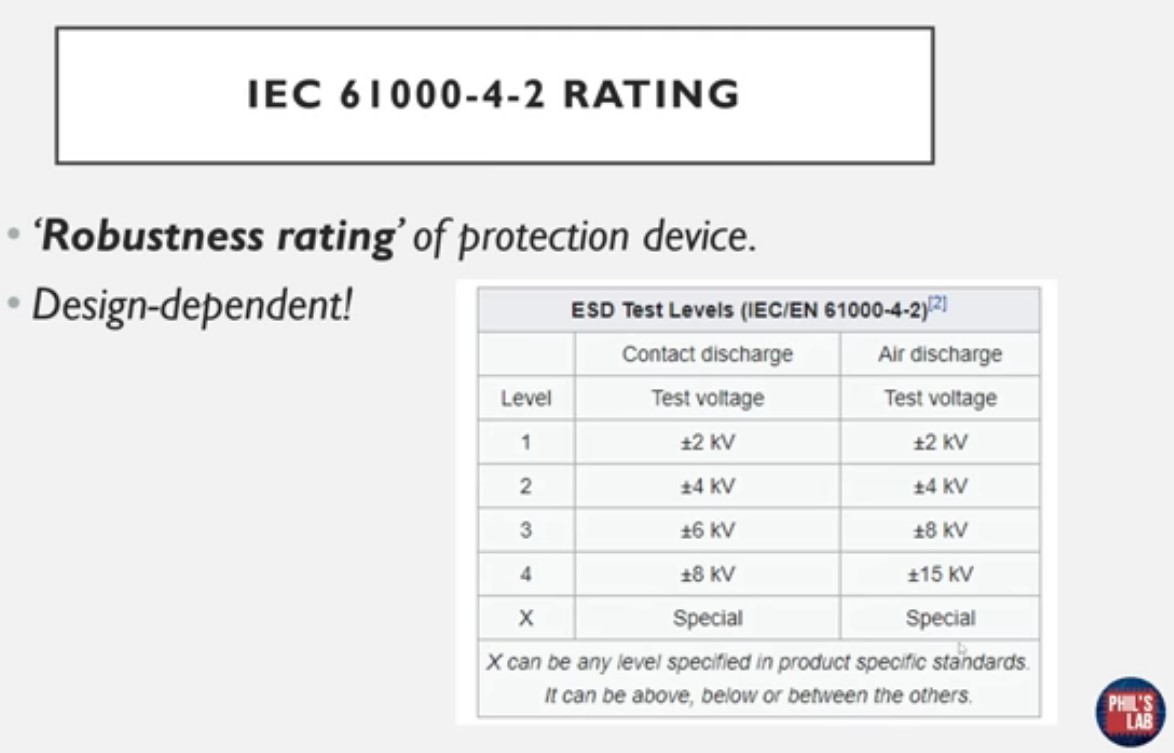 IEC 61000-4-2 RATING
• 'Robustness rating' of protection device.
• Design-dependent!
ESD Test Levels (IEC/EN 61000-4-2)[2]
Contact discharge Air discharge
Level Test voltage Test voltage
1 ±2 kV ±2 kV
2 ±4 kV ±4 kV
3 ±6 kV ±8 kV
4 ±8 kV ±15 kV
X Special Special
X can be any level specified in product specific standards.
It can be above, below or between the others.
PHIL'S
LAB